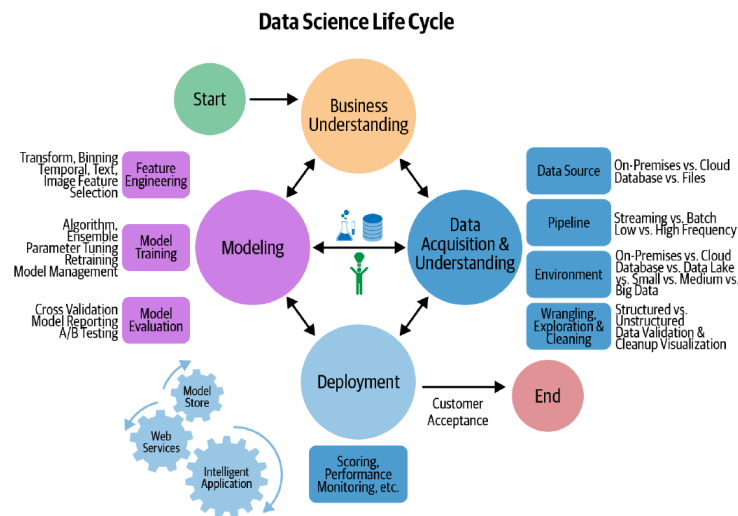 Data Science Life Cycle
Start
Business
Understanding
Transform, Binning
Temporal, Text,
Image Feature
Selection
Feature
Engineering
Algorithm,
Ensemble
Parameter Tuning
Retraining
Model Management
Model
Training
Cross Validation
Model Reporting
A/B Testing
Model
Evaluation
Modeling
Data
Acquisition &
Understanding
Data Source
On-Premises vs. Cloud
Database vs. Files
Pipeline
Streaming vs. Batch
Low vs. High Frequency
Environment
On-Premises vs. Cloud
Database vs. Data Lake
vs. Small vs. Medium vs.
Big Data
Wrangling,
Exploration &
Cleaning
Structured vs.
Unstructured
Data Validation &
Cleanup Visualization
Deployment
Customer
Acceptance
End
Model
Store
Web
Services
Intelligent
Application
Scoring,
Performance
Monitoring, etc.